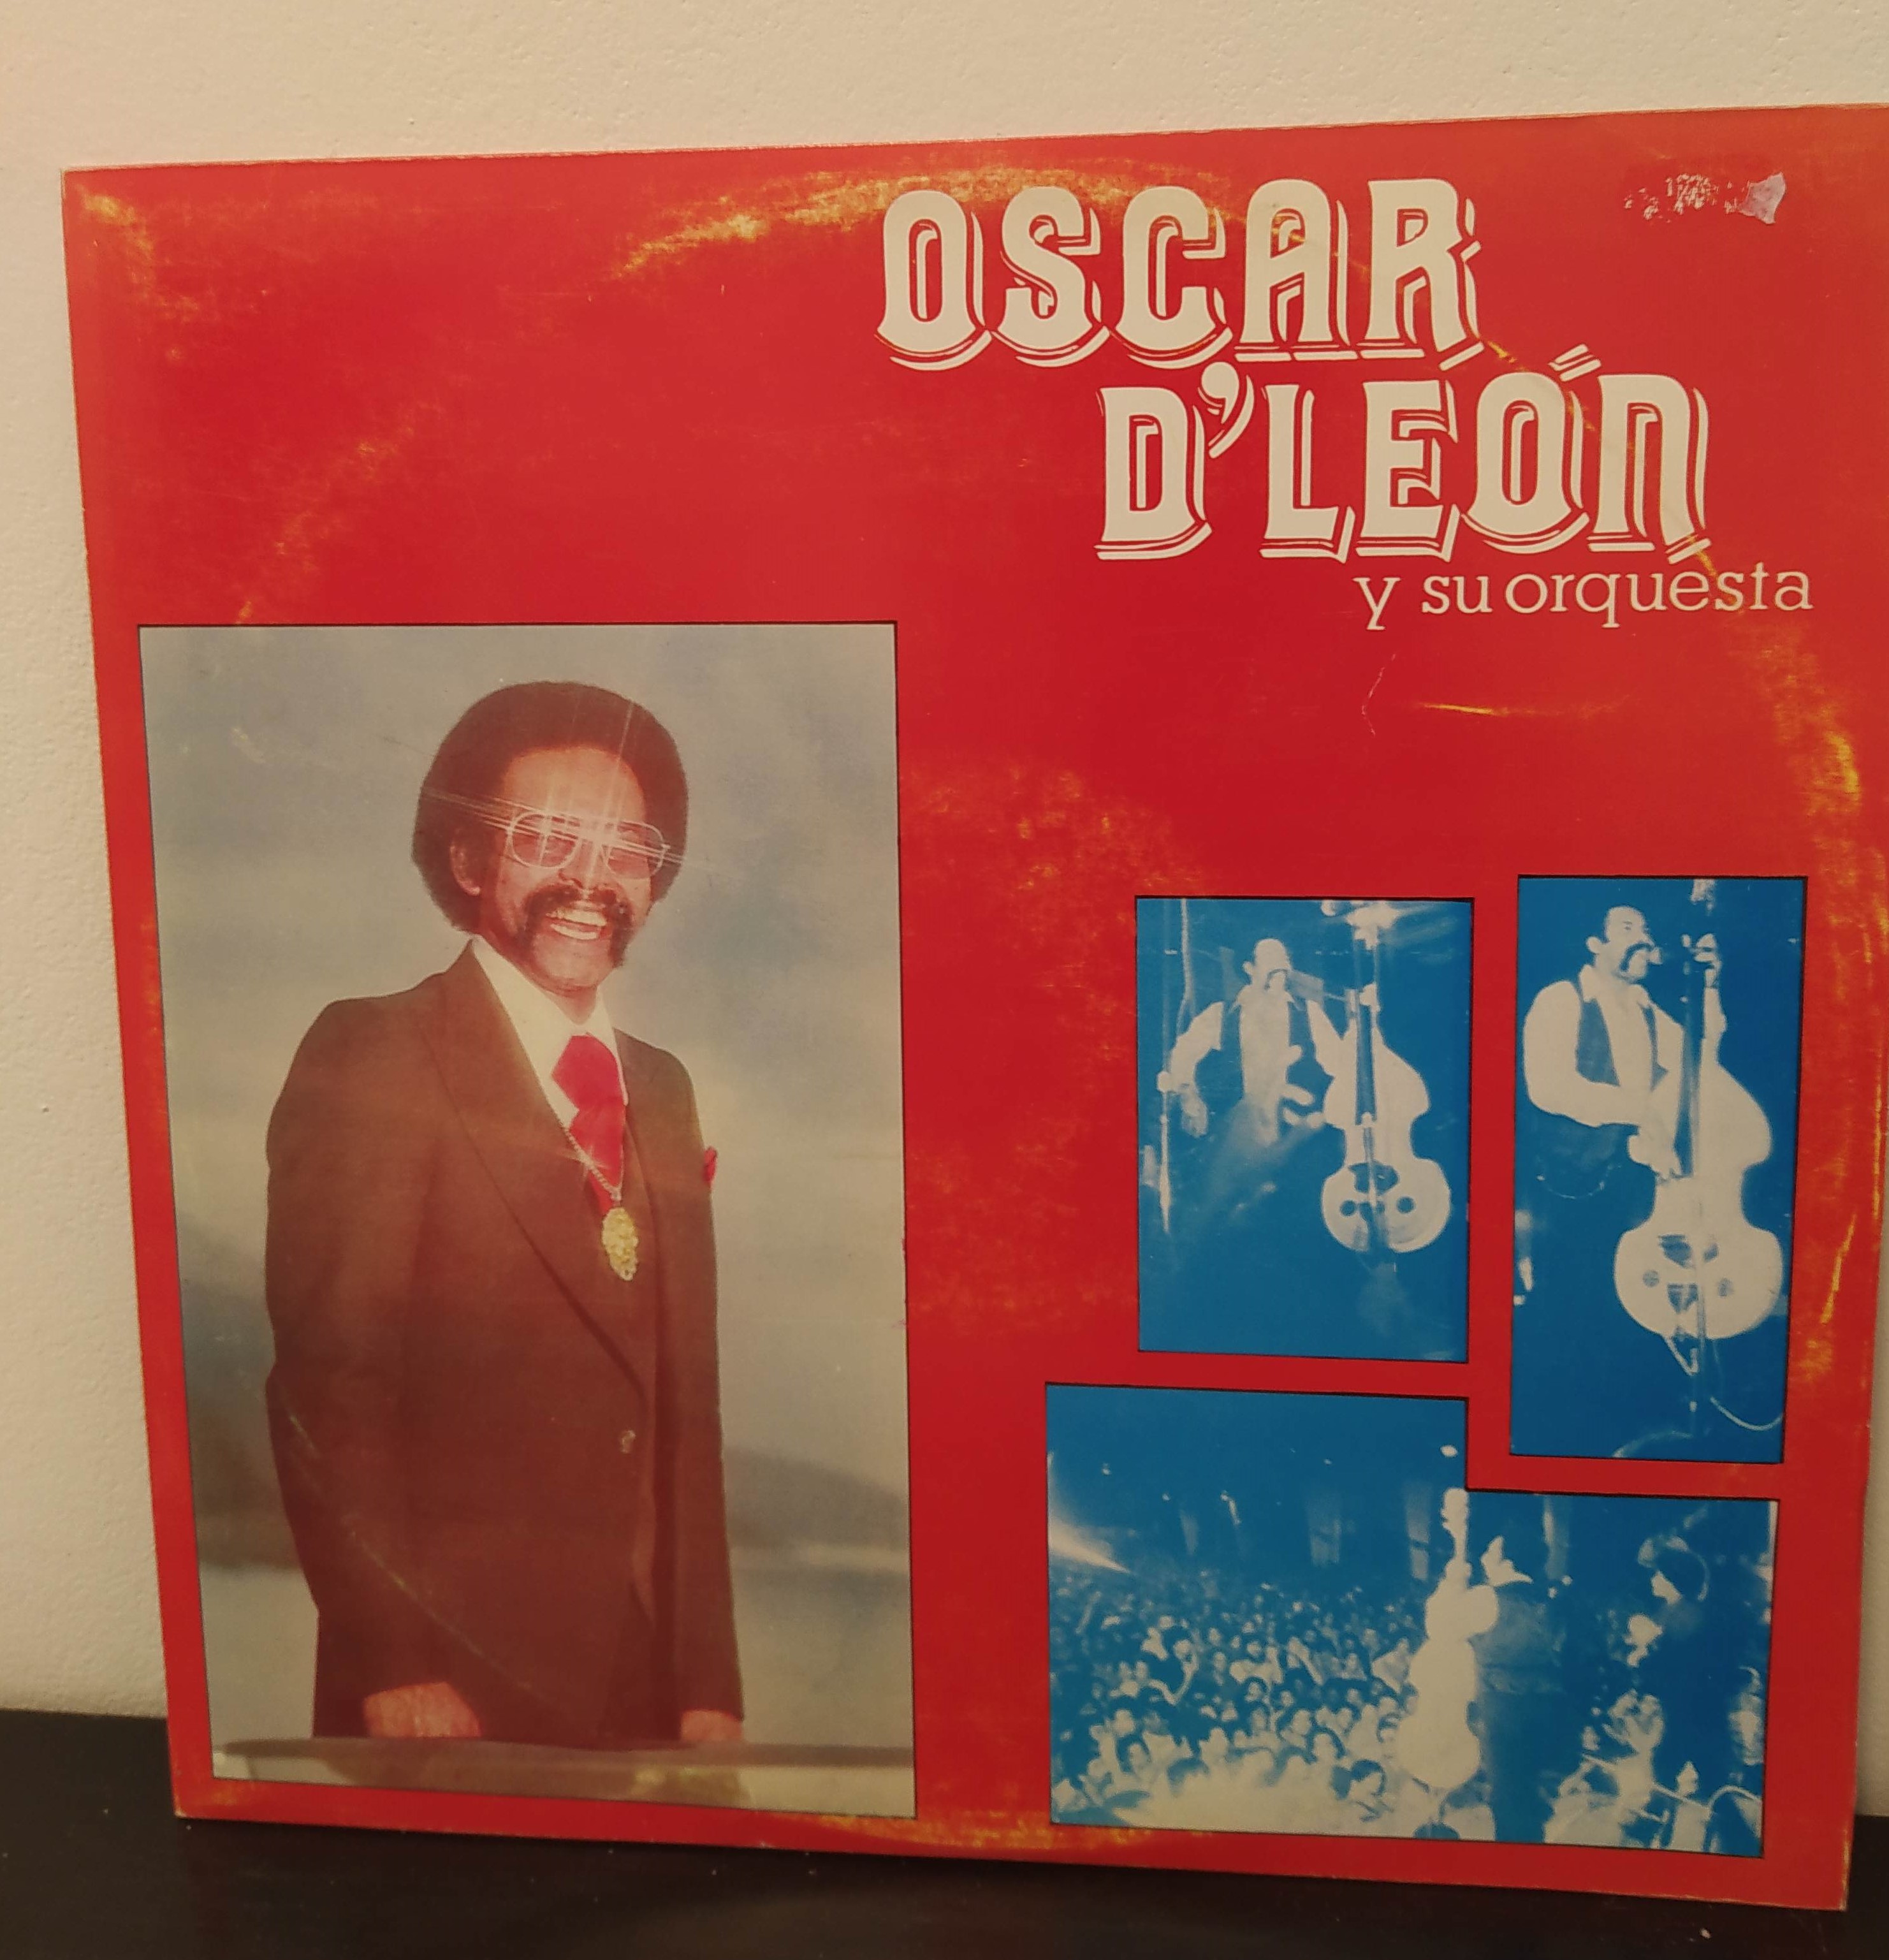 OSCAR
D'LEÓN
y su orquesta